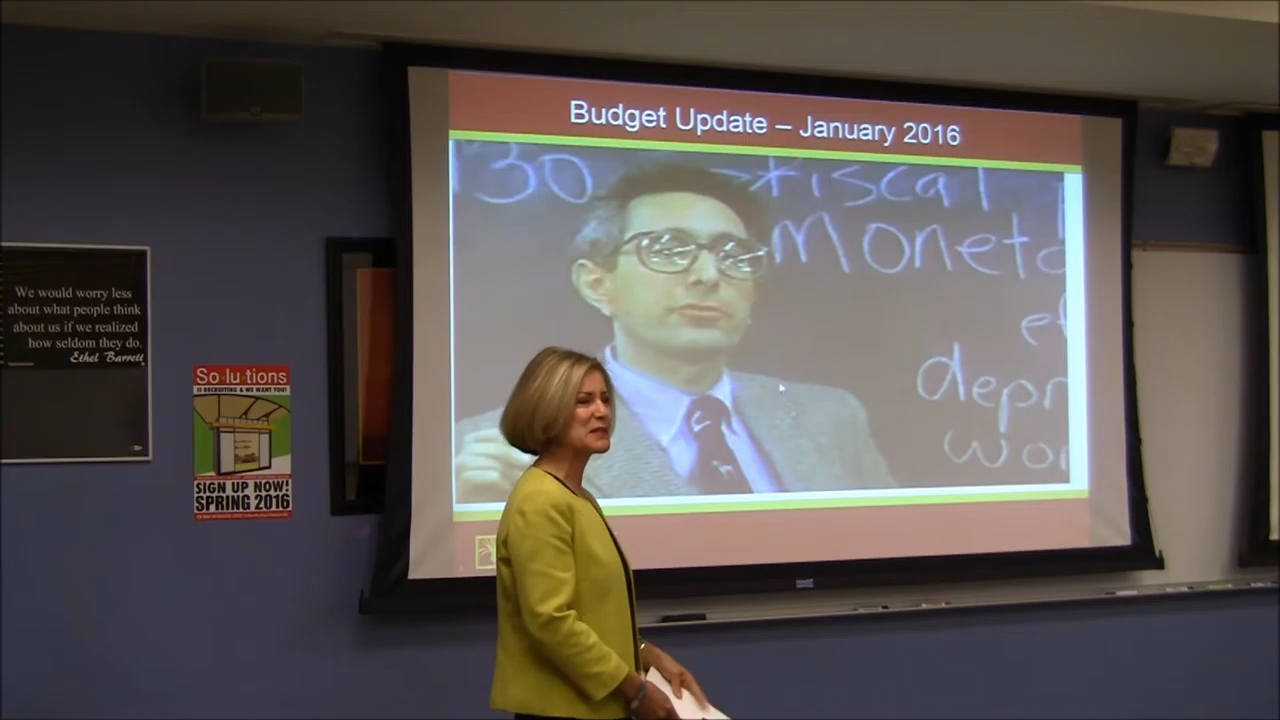 Budget Update – January 2016
30
fiscal
Moneta
depr
wor
We would worry less
about what people think
about us if we realized
how seldom they do.
Ethel Barrett
So·lu·tions
IS RECRUITING & WE WANT YOU!
SIGN UP NOW!
SPRING 2016